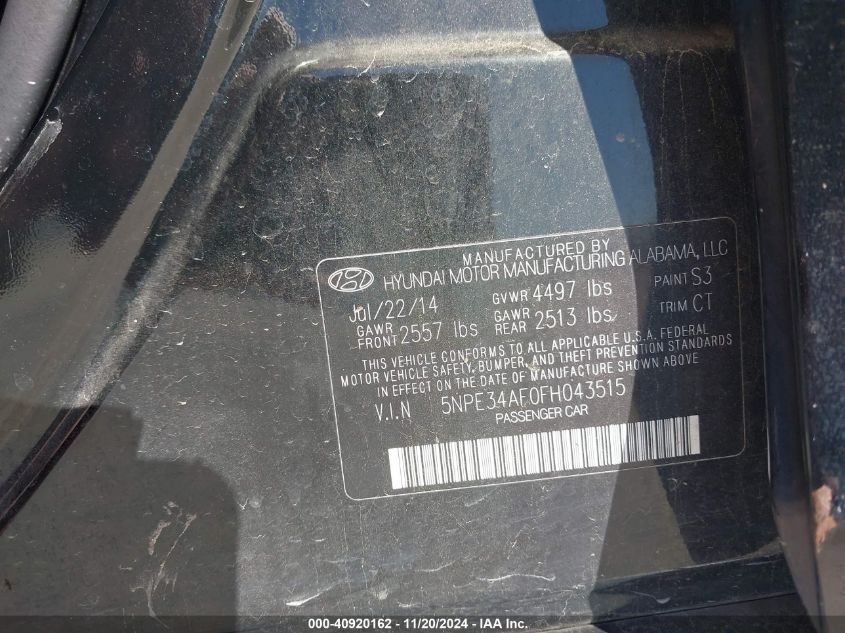 MANUFACTURED BY
HYUNDAI MOTOR MANUFACTURING ALABAMA, LLC
Jul/22/14 GVWR 4497 lbs PAINT S3
GAWR FRONT 2557 lbs GAWR REAR 2513 lbs TRIM CT
THIS VEHICLE CONFORMS TO ALL APPLICABLE U.S.A. FEDERAL
MOTOR VEHICLE SAFETY, BUMPER, AND THEFT PREVENTION STANDARDS
IN EFFECT ON THE DATE OF MANUFACTURE SHOWN ABOVE
V.I.N 5NPE34AF0FH043515
PASSENGER CAR
000-40920162 - 11/20/2024 - IAA Inc.